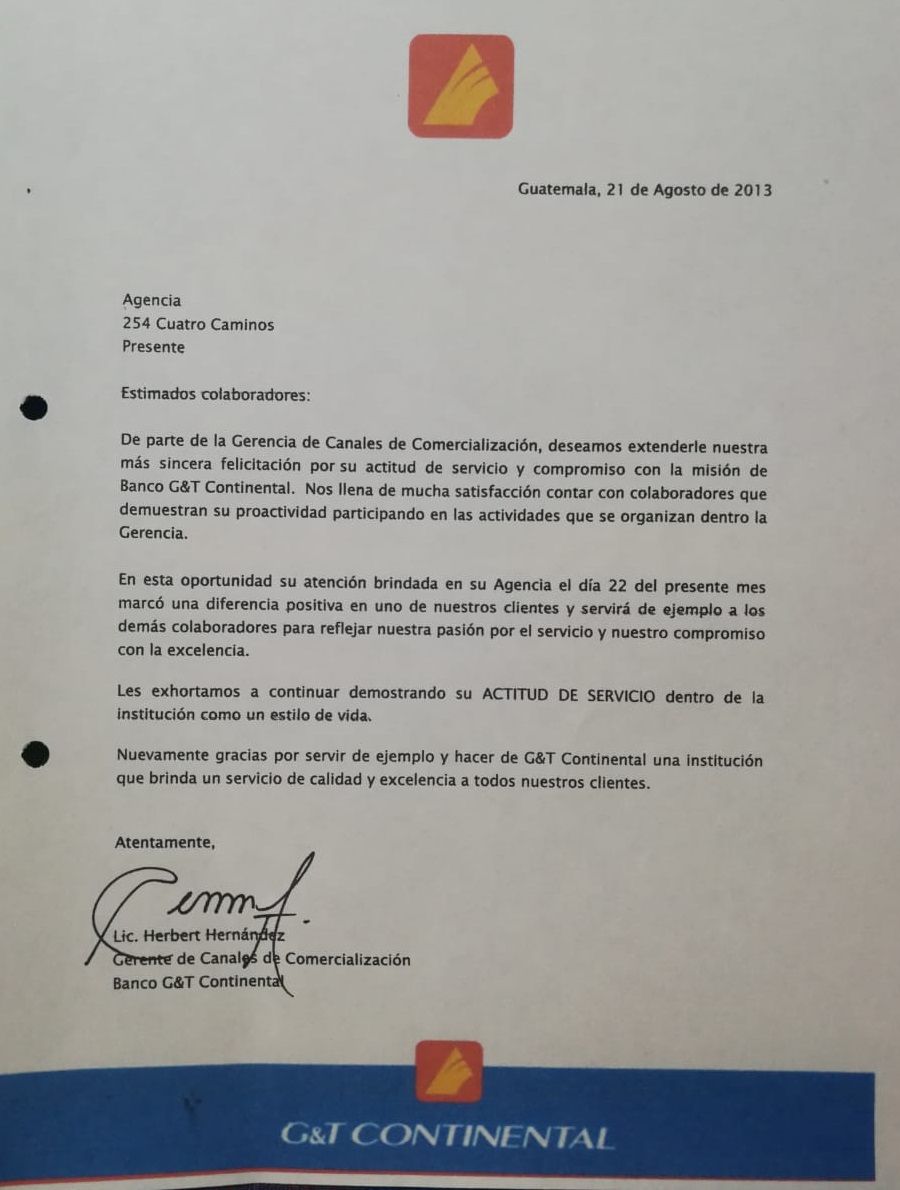 Guatemala, 21 de Agosto de 2013
Agencia
254 Cuatro Caminos
Presente
Estimados colaboradores:
De parte de la Gerencia de Canales de Comercialización, deseamos extenderle nuestra
más sincera felicitación por su actitud de servicio y compromiso con la misión de
Banco G&T Continental. Nos llena de mucha satisfacción contar con colaboradores que
demuestran su proactividad participando en las actividades que se organizan dentro la
Gerencia.
En esta oportunidad su atención brindada en su Agencia el día 22 del presente mes
marcó una diferencia positiva en uno de nuestros clientes y servirá de ejemplo a los
demás colaboradores para reflejar nuestra pasión por el servicio y nuestro compromiso
con la excelencia.
Les exhortamos a continuar demostrando su ACTITUD DE SERVICIO dentro de la
institución como un estilo de vida.
Nuevamente gracias por servir de ejemplo y hacer de G&T Continental una institución
que brinda un servicio de calidad y excelencia a todos nuestros clientes.
Atentamente,
Lic. Herbert Hernández
Gerente de Canales de Comercialización
Banco G&T Continental
G&T CONTINENTAL